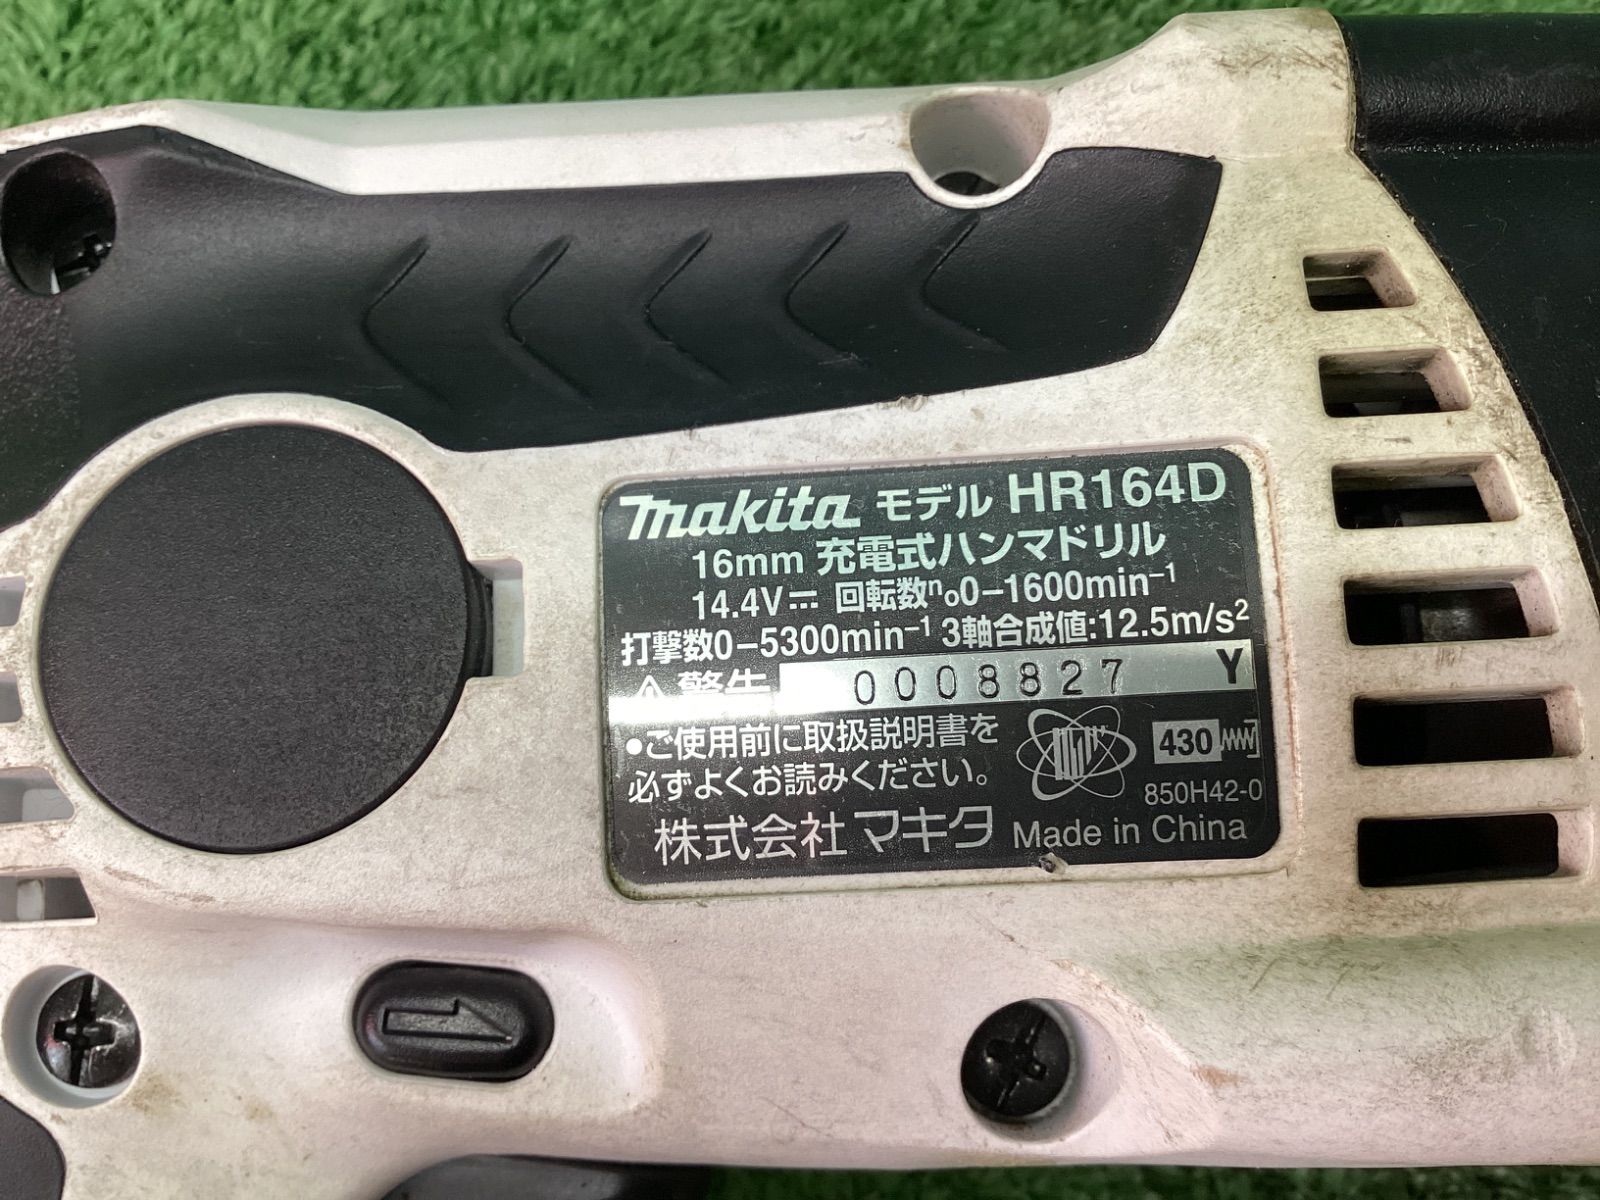 makita モデル HR164D
16mm 充電式ハンマドリル
14.4V⎓ 回転数n₀0-1600min⁻¹
打撃数0-5300min⁻¹ 3軸合成値:12.5m/s²
⚠警告 0008827 Y
●ご使用前に取扱説明書を
必ずよくお読みください。
430
850H42-0
株式会社マキタ Made in China